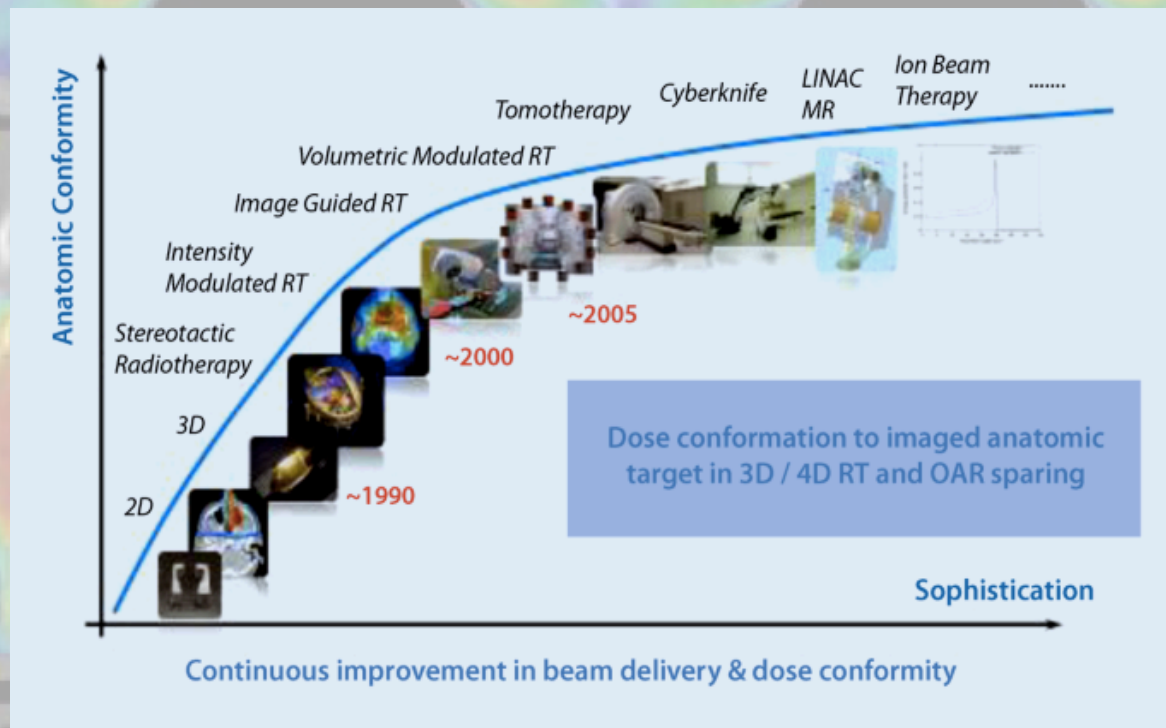 Anatomic Conformity
2D
3D
Stereotactic
Radiotherapy
Intensity
Modulated RT
Image Guided RT
Volumetric Modulated RT
Tomotherapy
Cyberknife
LINAC
MR
Ion Beam
Therapy
.......
~1990
~2000
~2005
Dose conformation to imaged anatomic
target in 3D / 4D RT and OAR sparing
Sophistication
Continuous improvement in beam delivery & dose conformity